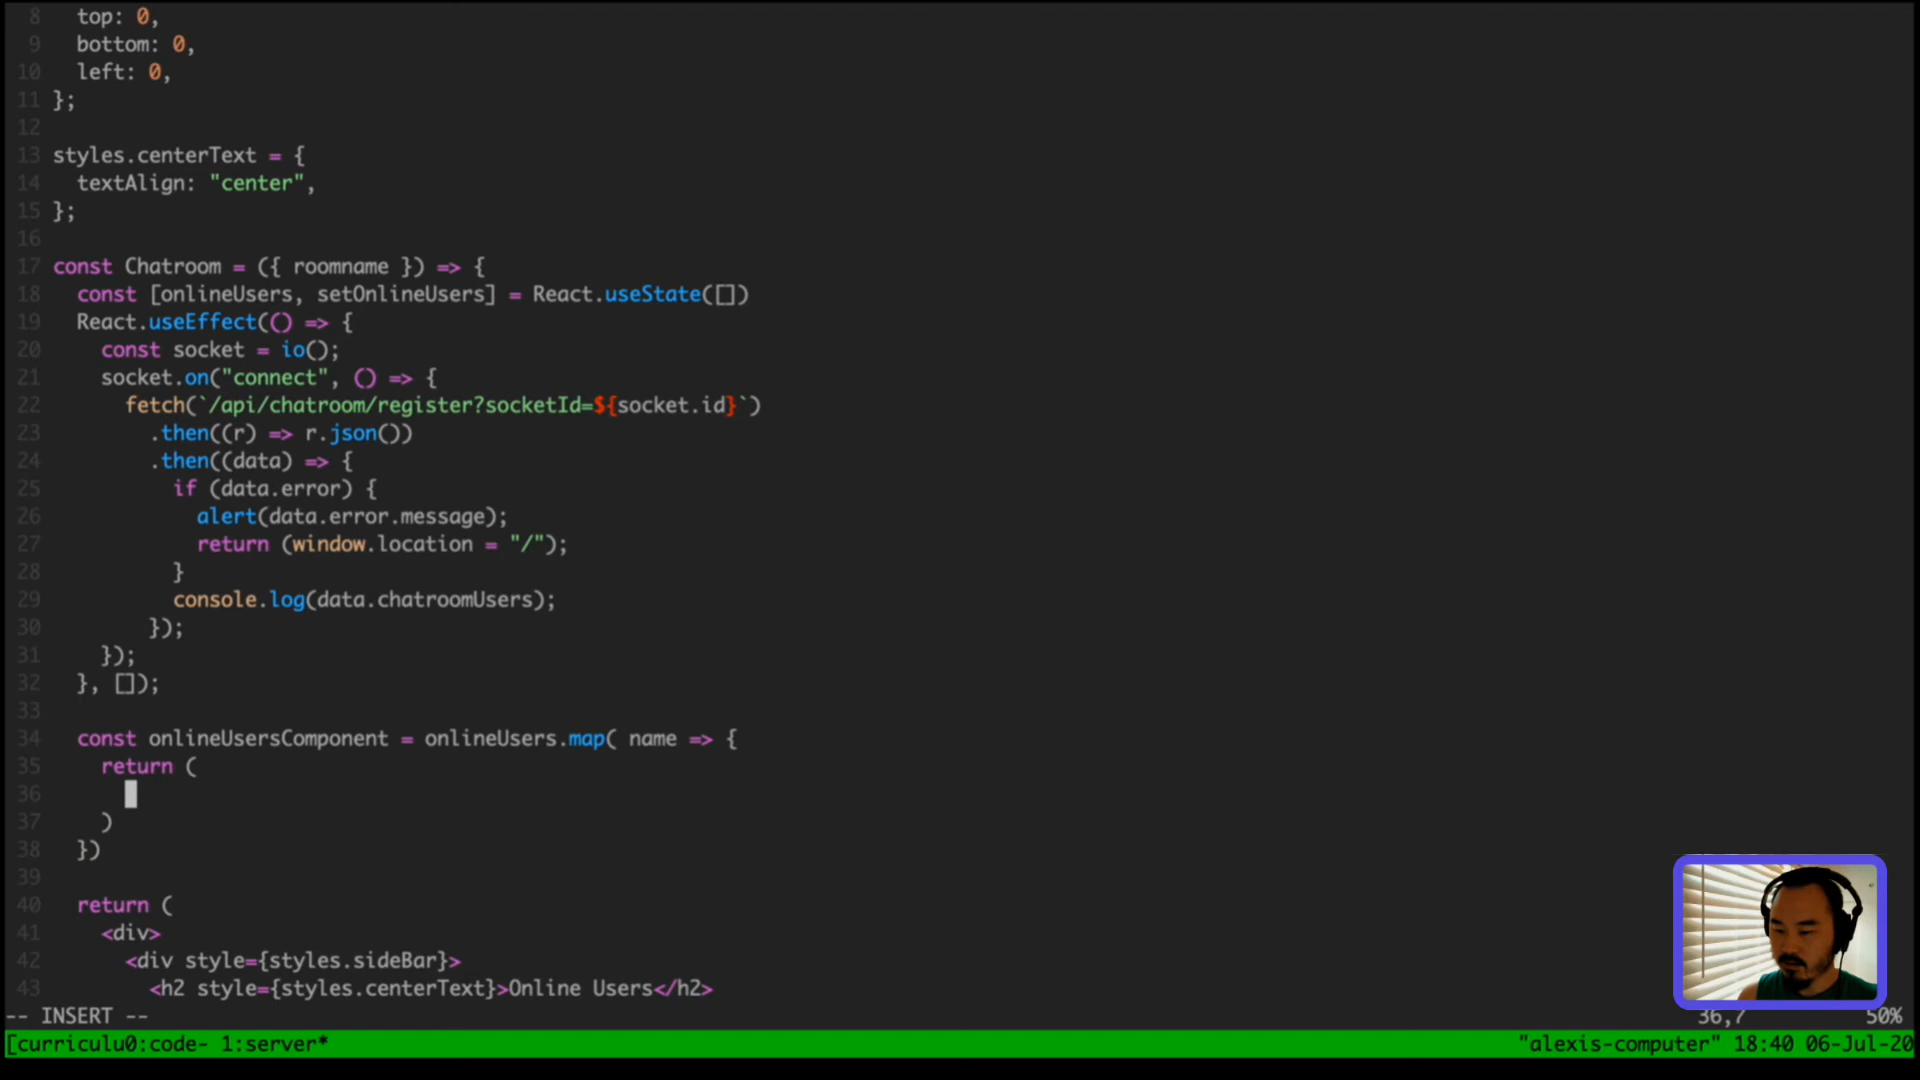 8 top: 0,
9 bottom: 0,
10 left: 0,
11 };
12
13 styles.centerText = {
14 textAlign: "center",
15 };
16
17 const Chatroom = ({ roomname }) => {
18 const [onlineUsers, setOnlineUsers] = React.useState([])
19 React.useEffect(() => {
20 const socket = io();
21 socket.on("connect", () => {
22 fetch(`/api/chatroom/register?socketId=${socket.id}`)
23 .then((r) => r.json())
24 .then((data) => {
25 if (data.error) {
26 alert(data.error.message);
27 return (window.location = "/");
28 }
29 console.log(data.chatroomUsers);
30 });
31 });
32 }, []);
33
34 const onlineUsersComponent = onlineUsers.map( name => {
35 return (
36
37 )
38 })
39
40 return (
41 <div>
42 <div style={styles.sideBar}>
43 <h2 style={styles.centerText}>Online Users</h2>
-- INSERT -- 36,7 50%
[curriculu0:code- 1:server* "alexis-computer" 18:40 06-Jul-20